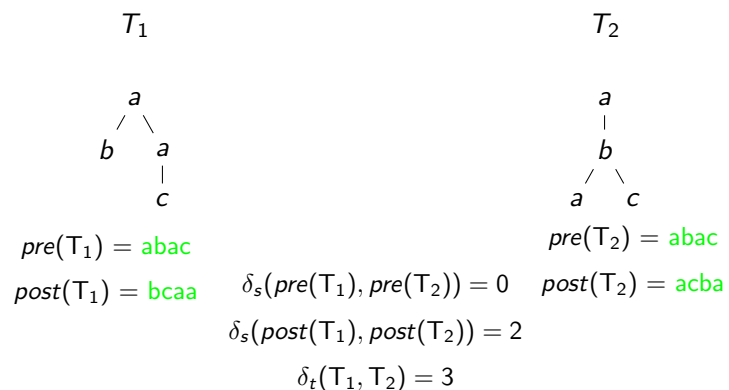 T₁ T₂
a a
b a b
c a c
pre(T₁) = abac pre(T₂) = abac
post(T₁) = bcaa δₛ(pre(T₁), pre(T₂)) = 0 post(T₂) = acba
δₛ(post(T₁), post(T₂)) = 2
δₜ(T₁, T₂) = 3